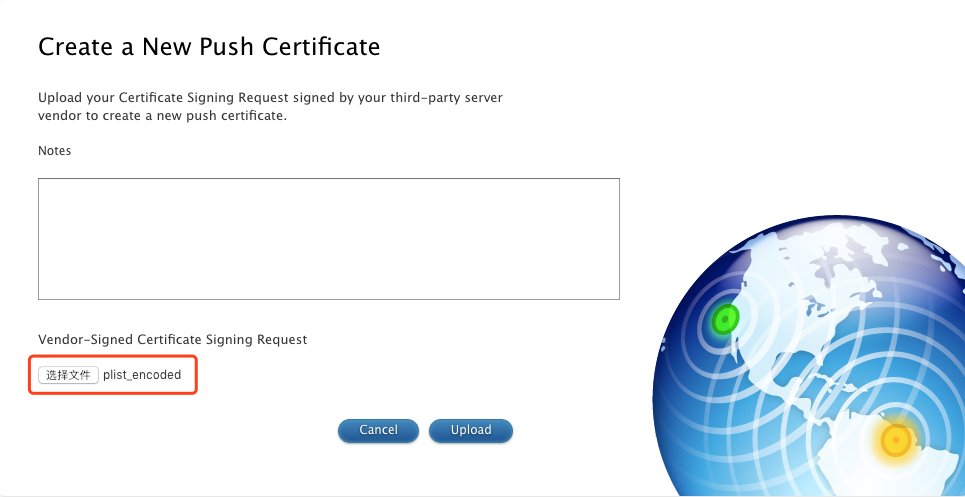 Create a New Push Certificate
Upload your Certificate Signing Request signed by your third-party server
vendor to create a new push certificate.
Notes
Vendor-Signed Certificate Signing Request
选择文件 plist_encoded
Cancel Upload